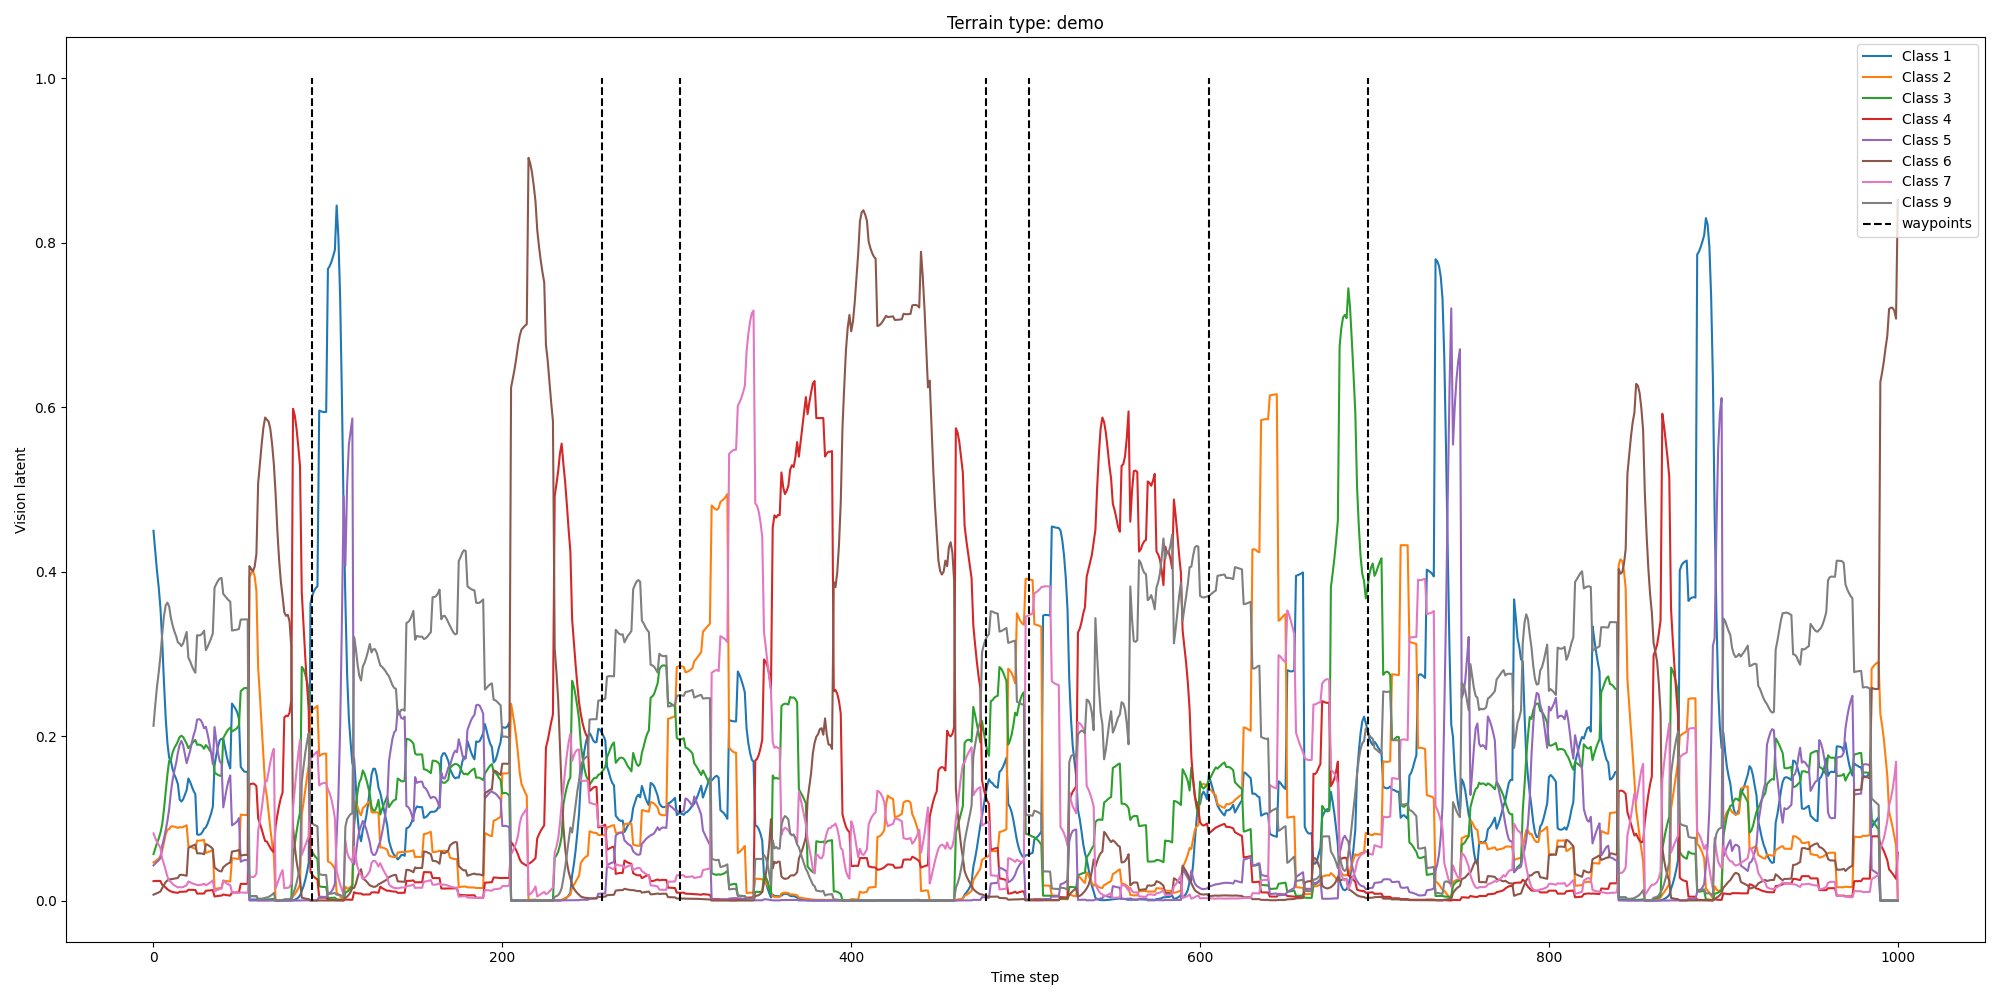 Terrain type: demo
Class 1
Class 2
Class 3
Class 4
Class 5
Class 6
Class 7
Class 9
waypoints
Vision latent
1.0
0.8
0.6
0.4
0.2
0.0
0
200
400
600
800
1000
Time step